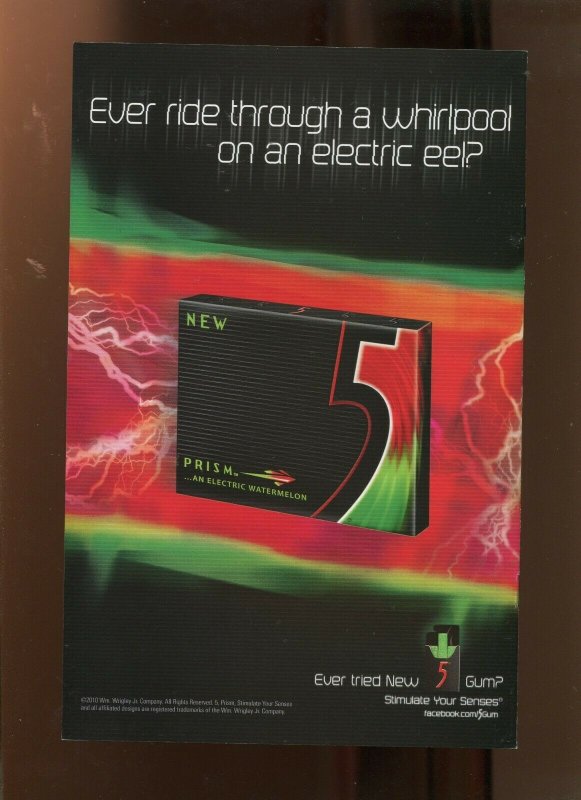 Ever ride through a whirlpool
on an electric eel?
NEW
5
5
PRISM™
...AN ELECTRIC WATERMELON
Ever tried New 5 Gum?
Stimulate Your Senses®
facebook.com/5Gum
©2010 Wm. Wrigley Jr. Company. All Rights Reserved. 5, Prism, Stimulate Your Senses
and all affiliated designs are registered trademarks of the Wm. Wrigley Jr. Company.